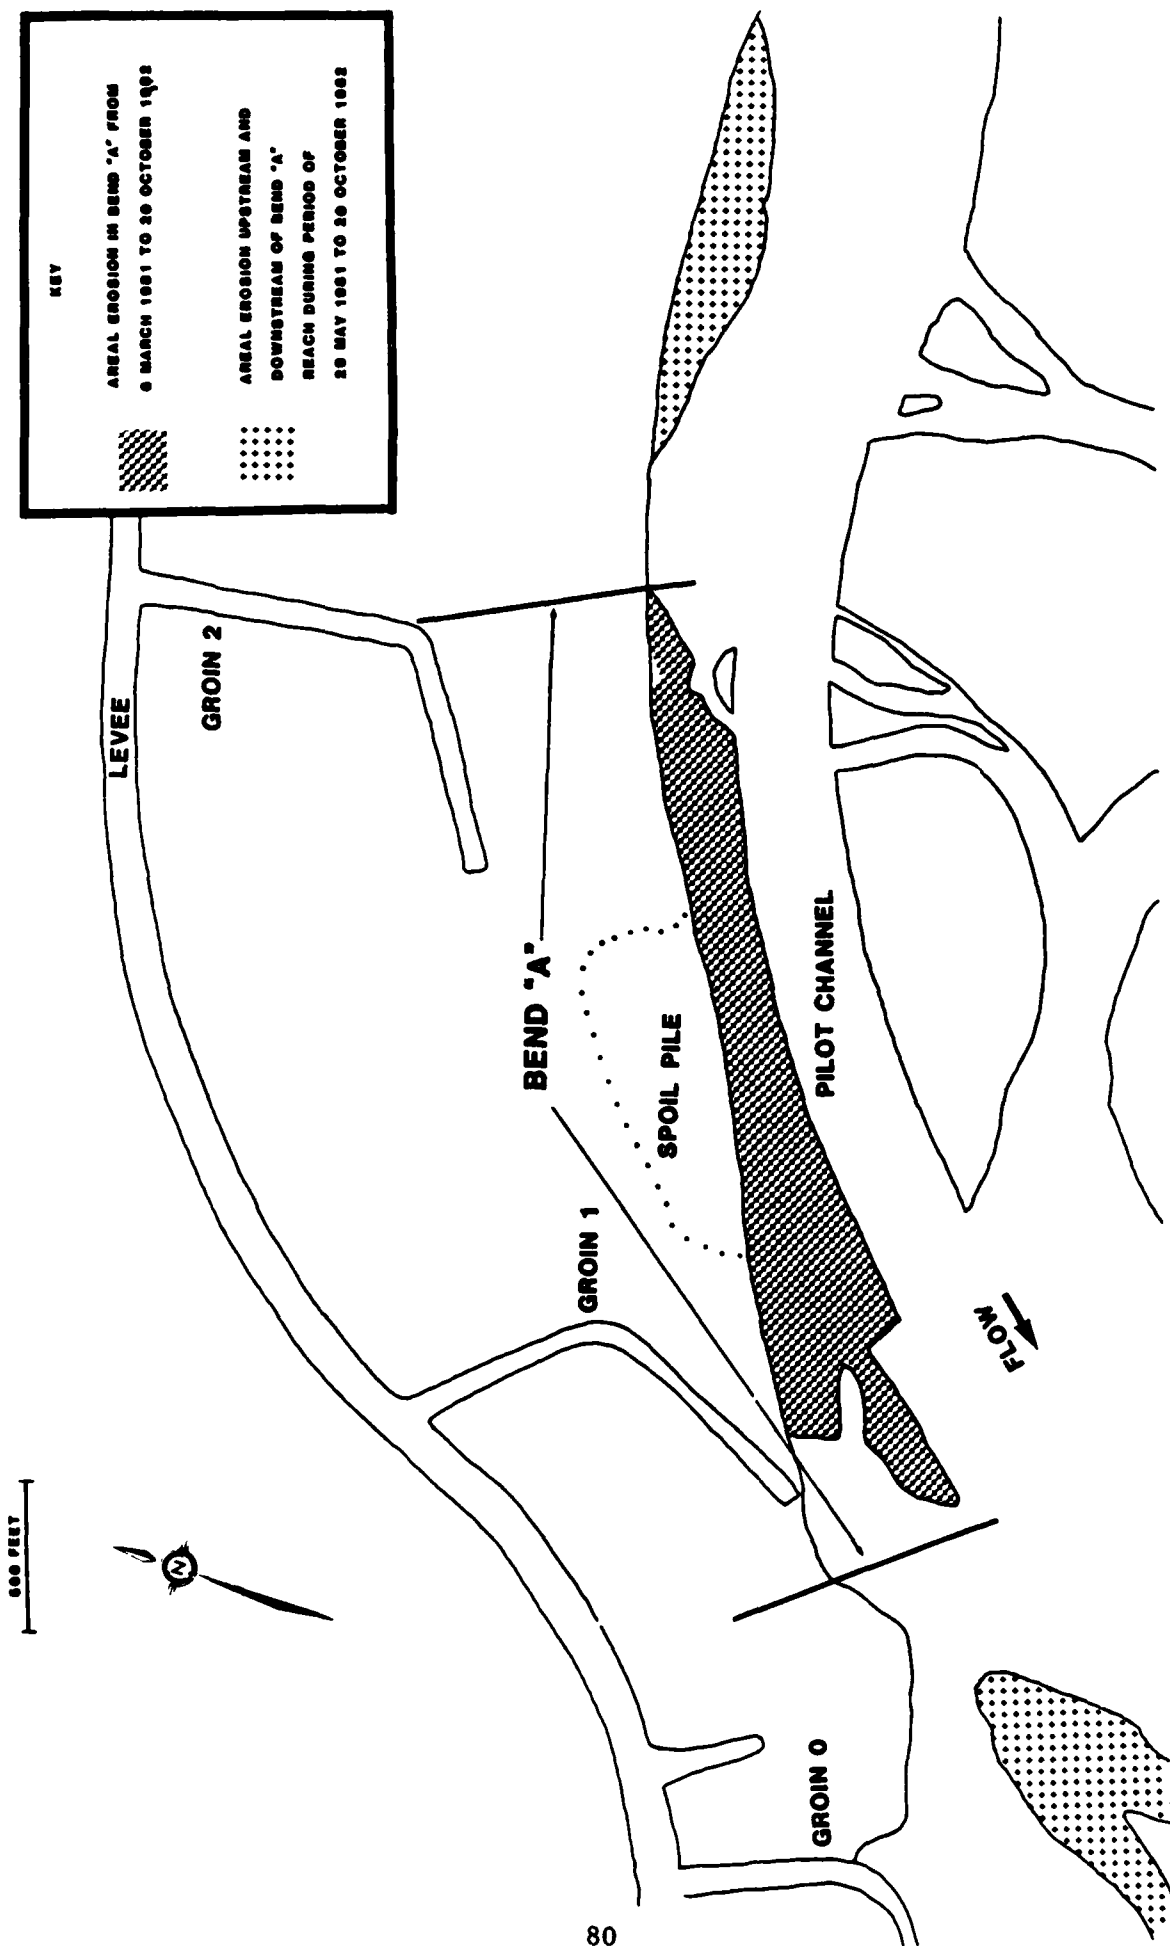 KEY
AREAL EROSION IN BEND "A" FROM
6 MARCH 1981 TO 20 OCTOBER 1982
AREAL EROSION UPSTREAM AND
DOWNSTREAM OF BEND "A"
REACH DURING PERIOD OF
29 MAY 1981 TO 20 OCTOBER 1982
LEVEE
GROIN 2
BEND "A"
SPOIL PILE
PILOT CHANNEL
GROIN 1
FLOW
600 FEET
N
GROIN 0
80